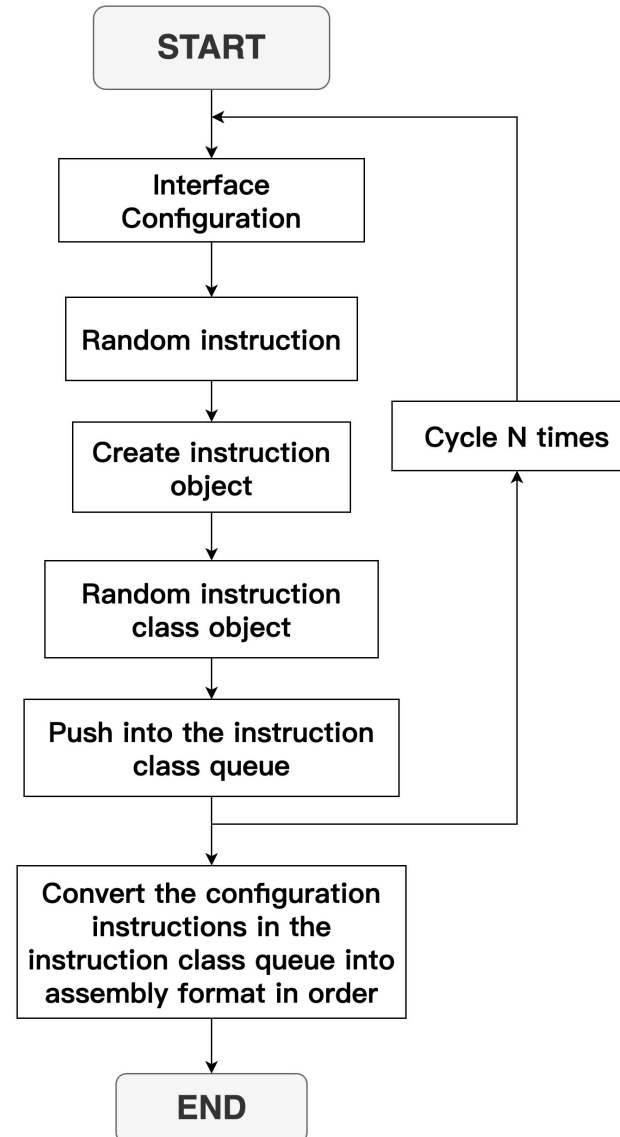 START
Interface
Configuration
Random instruction
Create instruction
object
Cycle N times
Random instruction
class object
Push into the instruction
class queue
Convert the configuration
instructions in the
instruction class queue into
assembly format in order
END